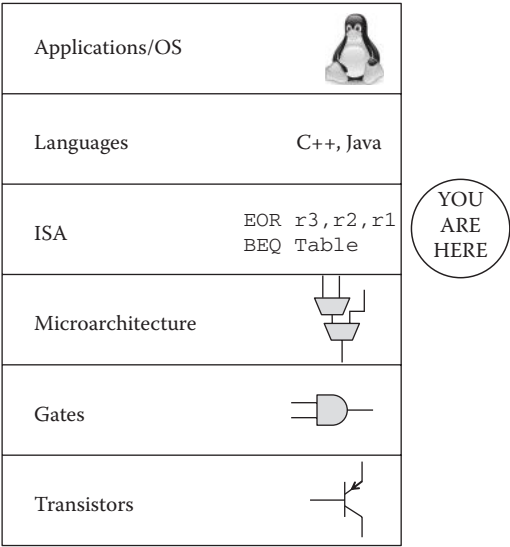 Applications/OS
Languages C++, Java
ISA
EOR r3,r2,r1
BEQ Table
YOU
ARE
HERE
Microarchitecture
Gates
Transistors